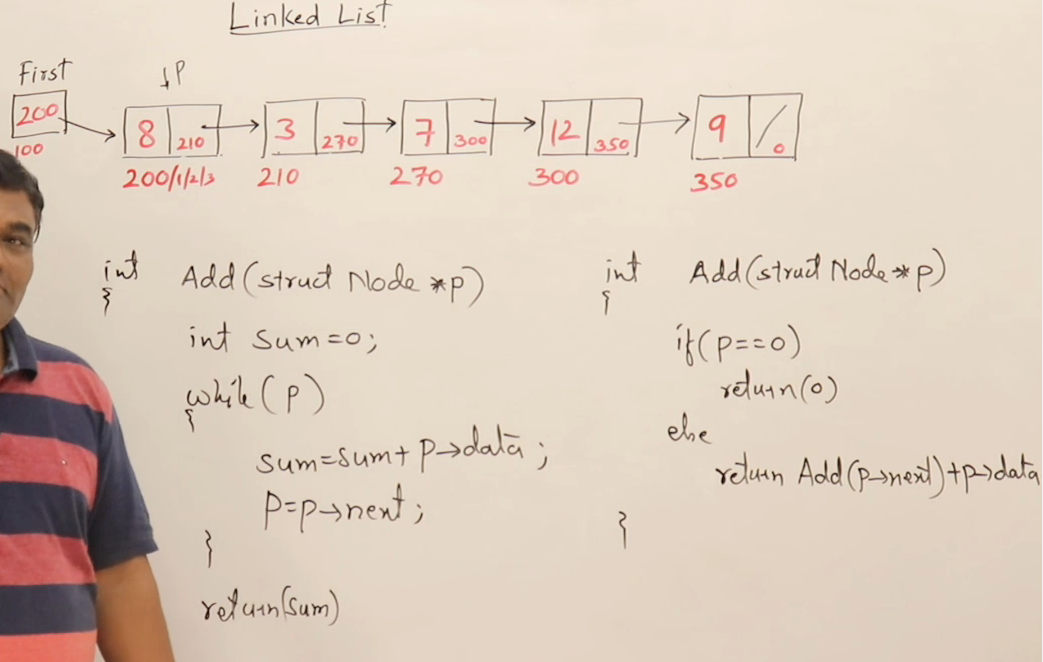 Linked List
First
↓P
200
100
8 210
3 270
7 300
12 350
9 0
200/1/2/3
210
270
300
350
int Add(struct Node *p)
{
int sum=0;
while(p)
{
sum=sum+p→data;
p=p→next;
}
return(sum)
int Add(struct Node *p)
{
if(p==0)
return(0)
else
return Add(p→next)+p→data
}